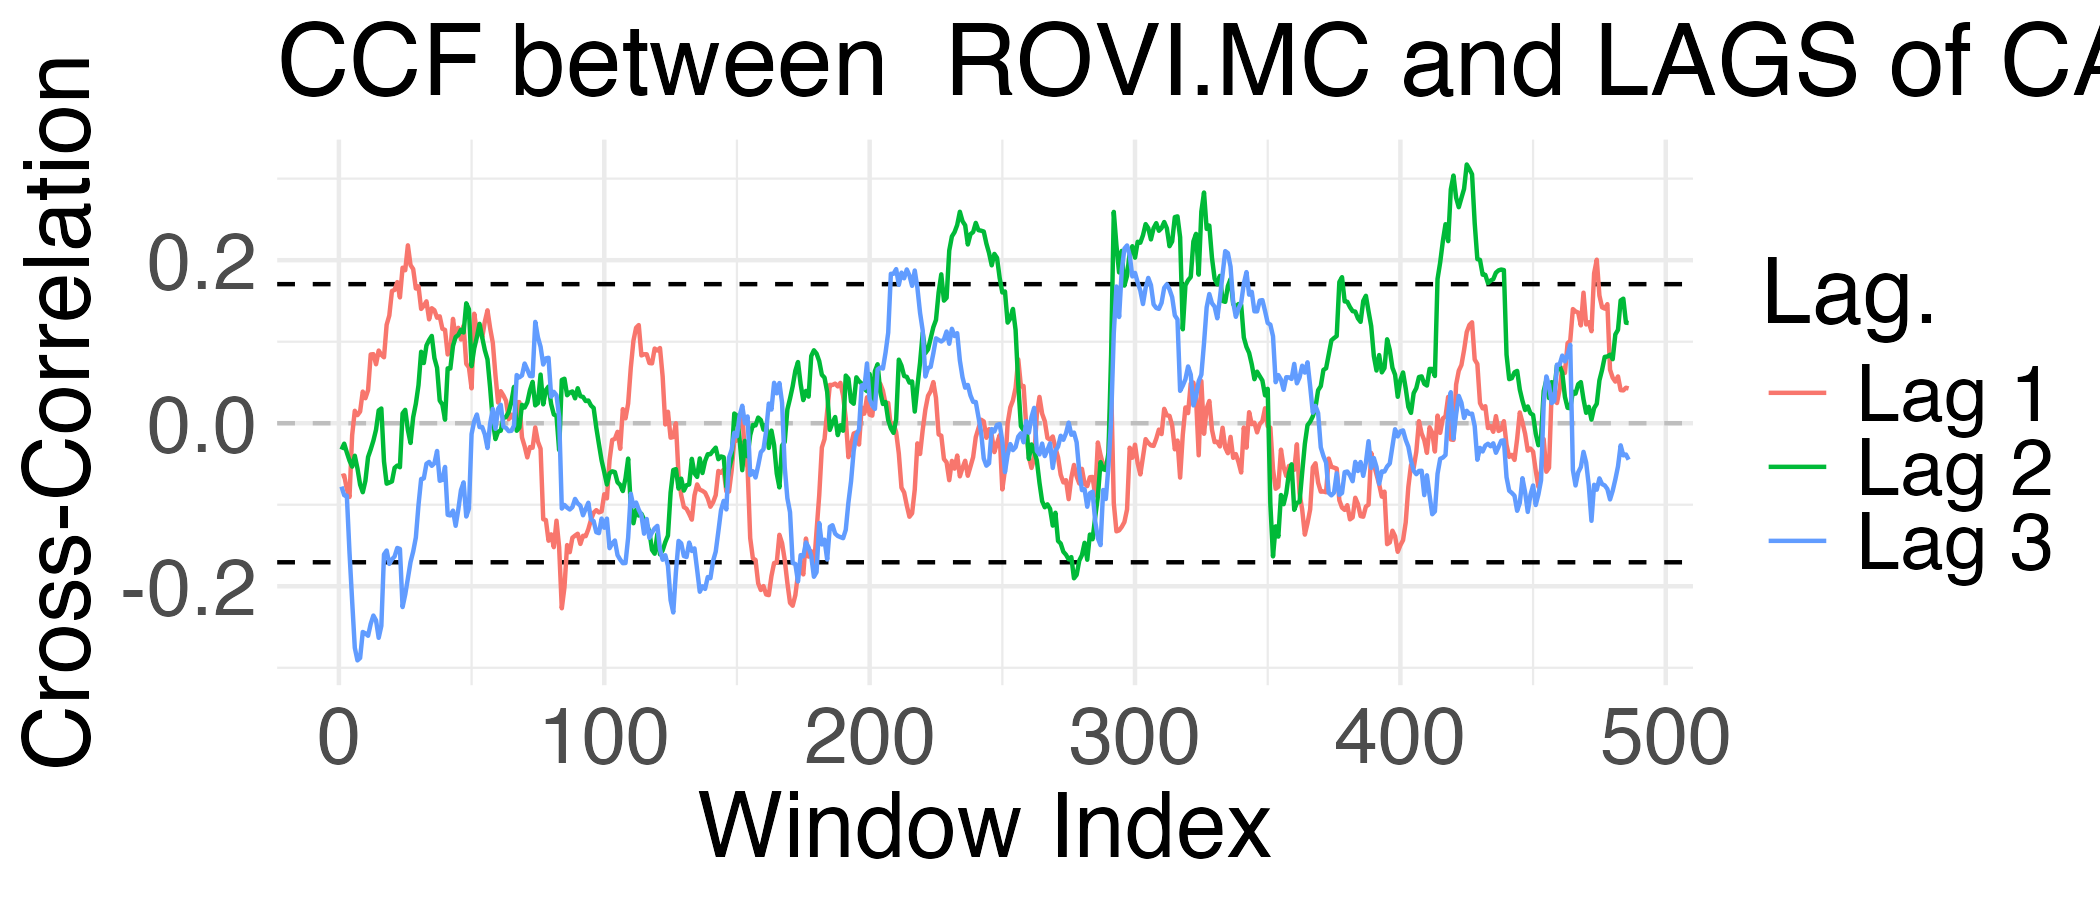 CCF between ROVI.MC and LAGS of CA
Cross-Correlation
0.2
0.0
-0.2
0 100 200 300 400 500
Window Index
Lag.
Lag 1
Lag 2
Lag 3